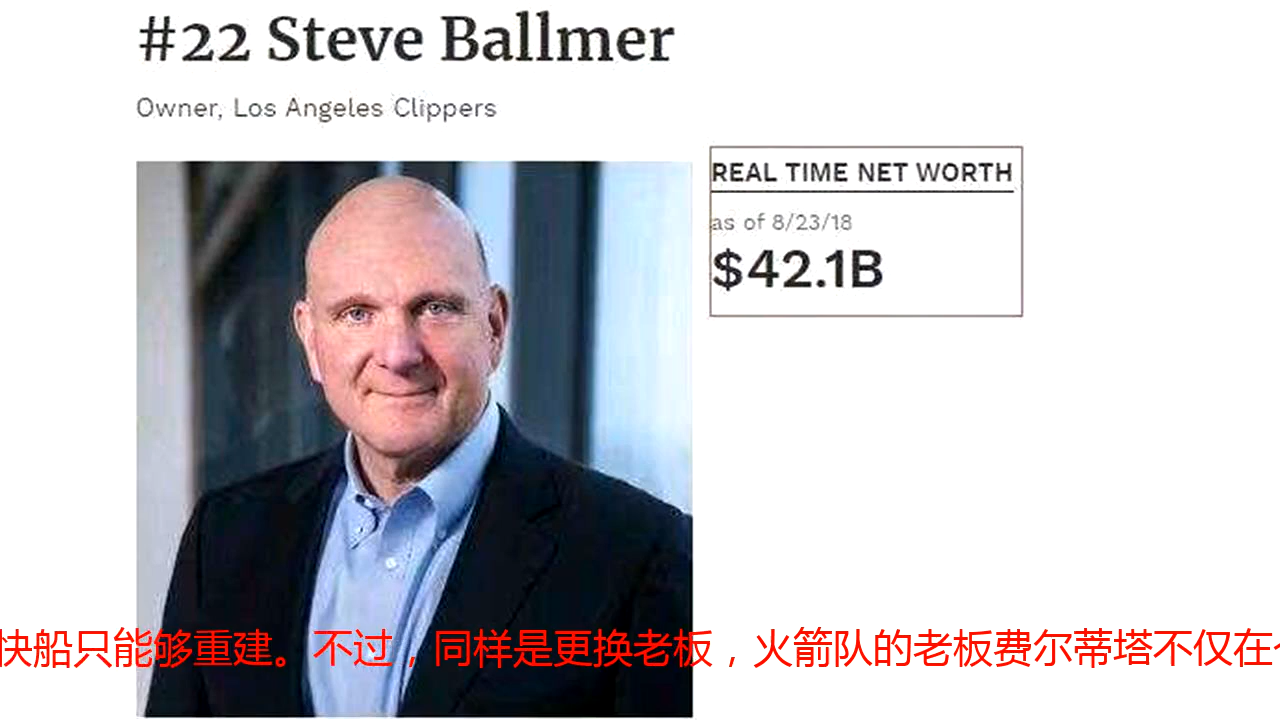 #22 Steve Ballmer
Owner, Los Angeles Clippers
REAL TIME NET WORTH
as of 8/23/18
$42.1B
快船只能够重建。不过，同样是更换老板，火箭队的老板费尔蒂塔不仅在